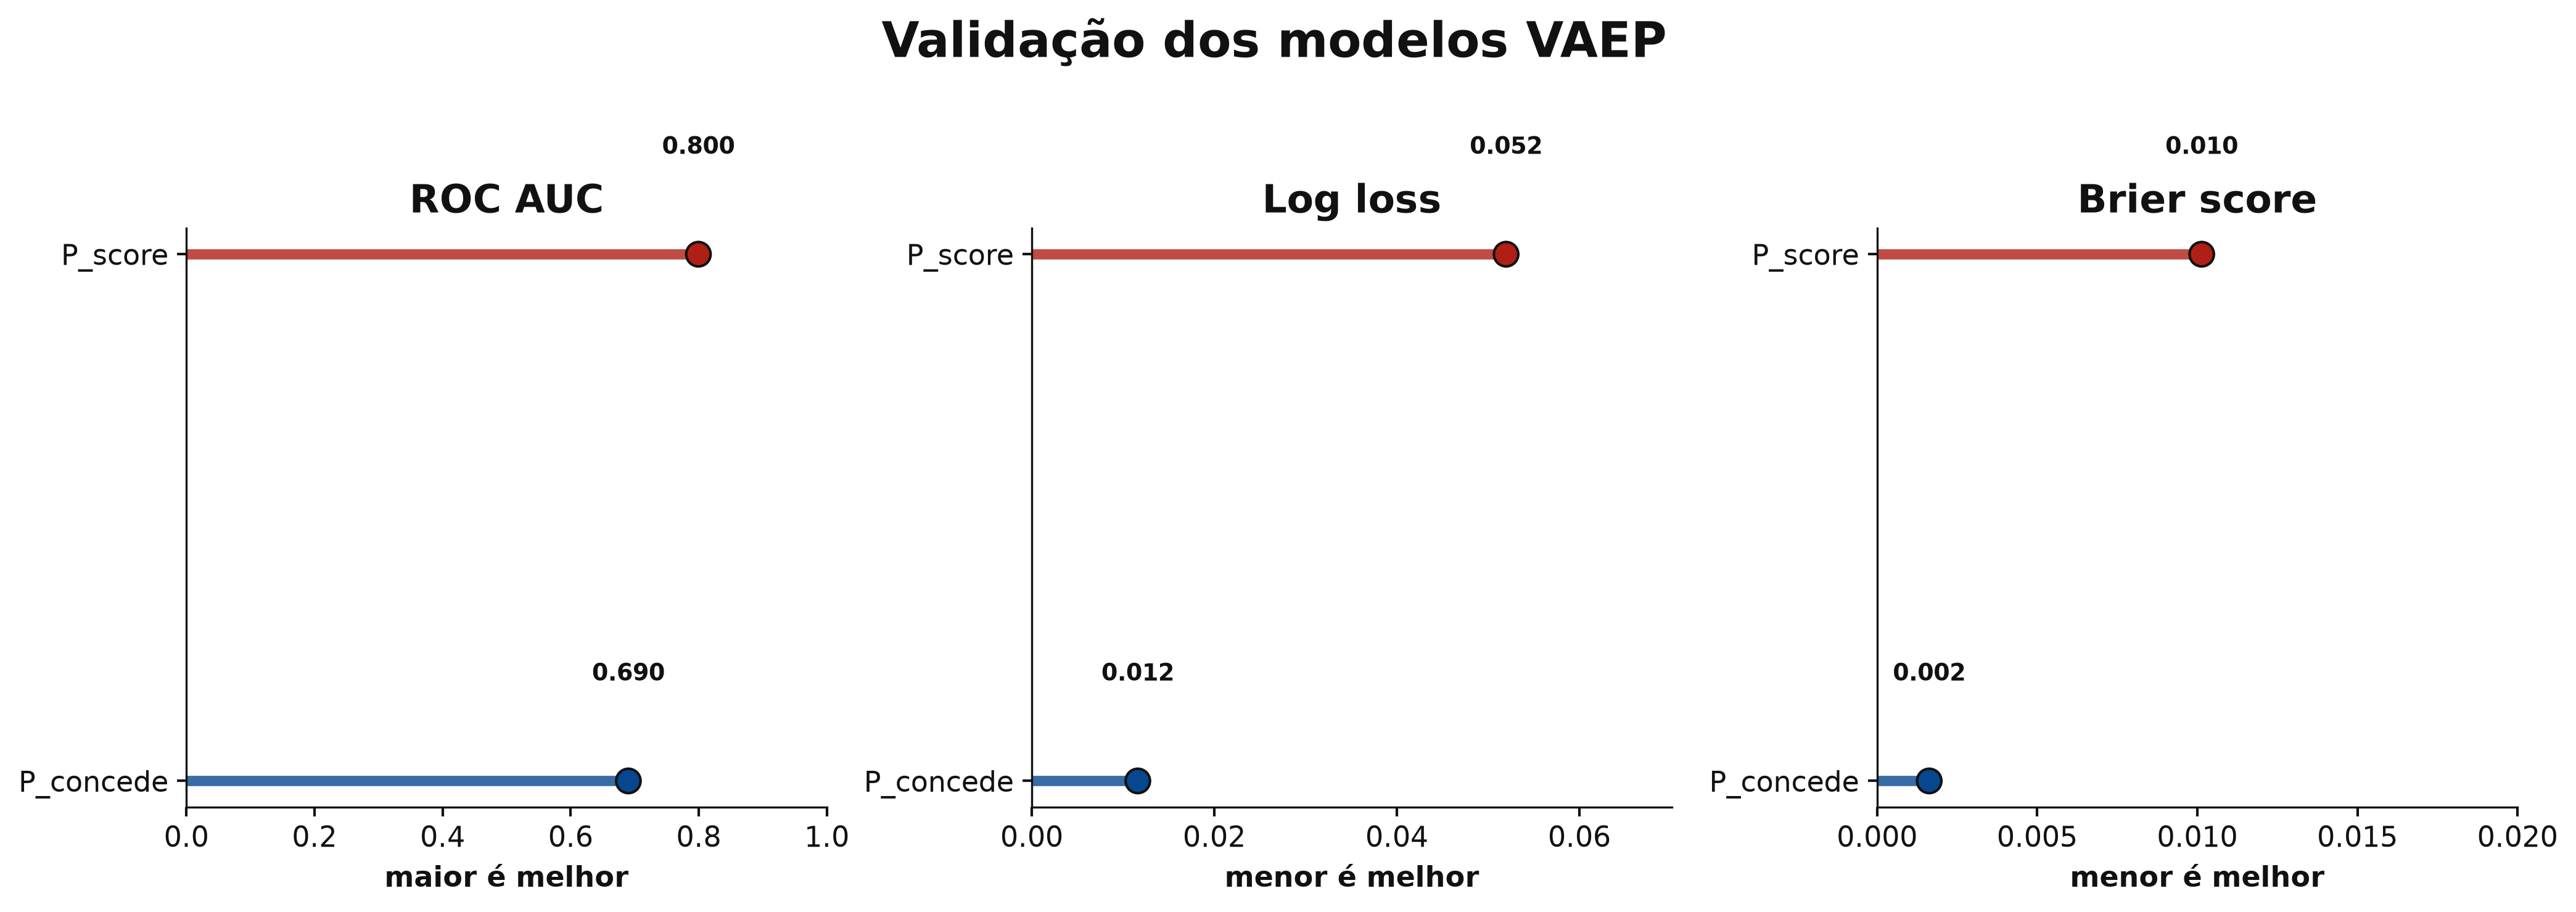 Validação dos modelos VAEP
0.800
ROC AUC
P_score
0.690
P_concede
0.0 0.2 0.4 0.6 0.8 1.0
maior é melhor
0.052
Log loss
P_score
0.012
P_concede
0.00 0.02 0.04 0.06
menor é melhor
0.010
Brier score
P_score
0.002
P_concede
0.000 0.005 0.010 0.015 0.020
menor é melhor